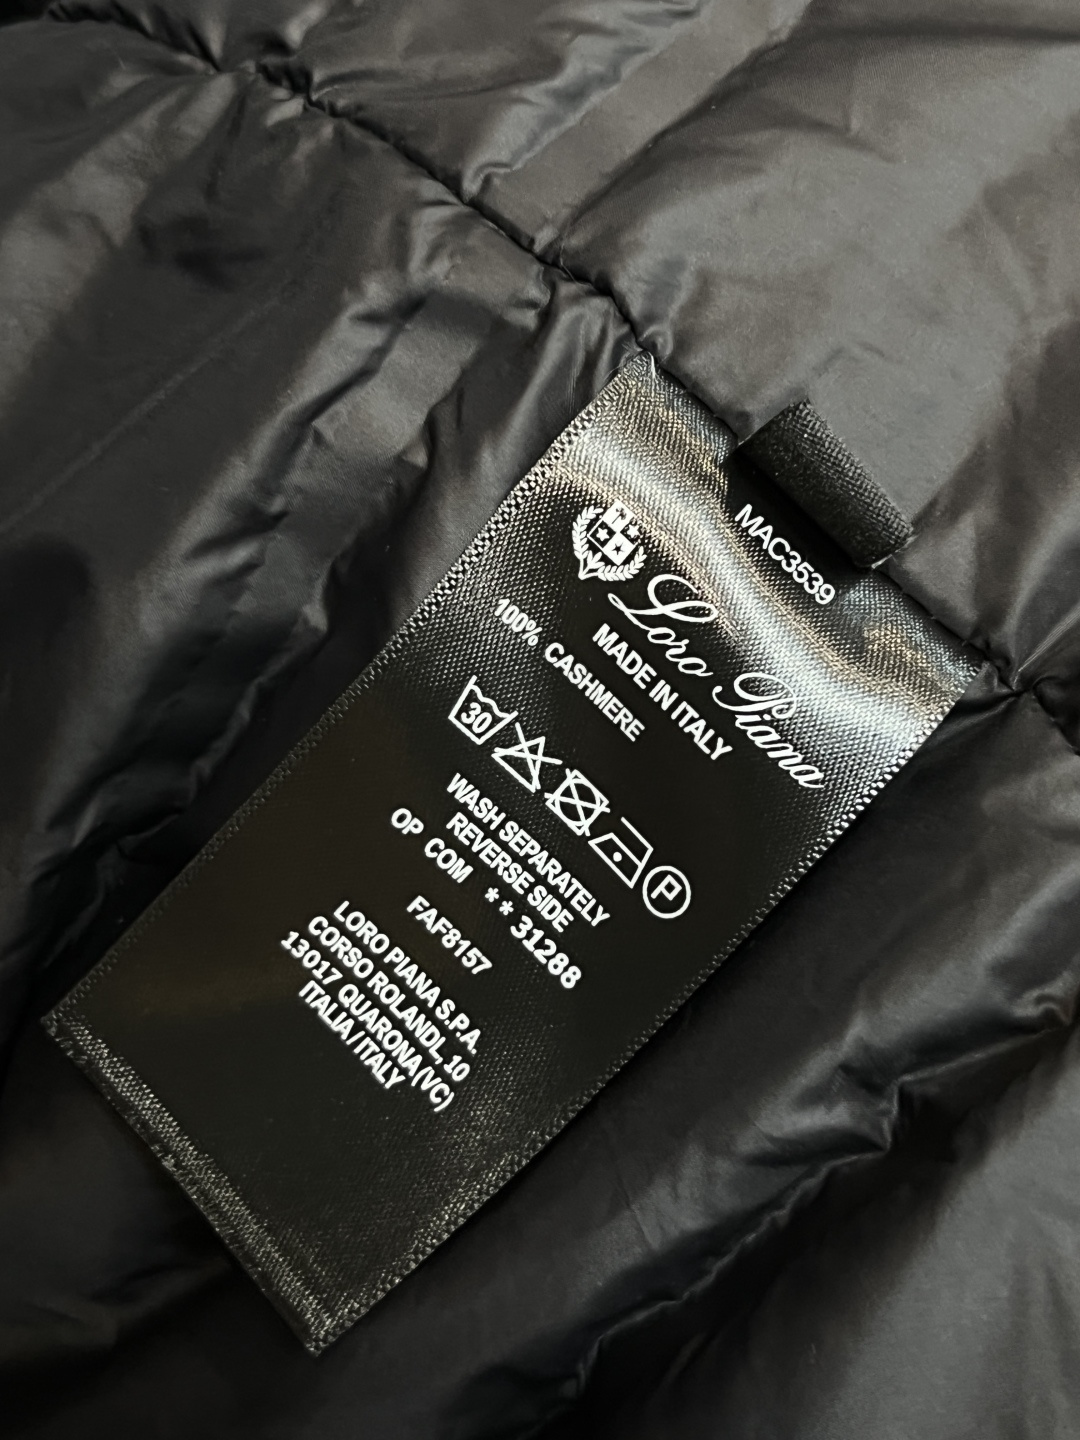 MAC3539
Loro Piana
MADE IN ITALY
100% CASHMERE
30
P
WASH SEPARATELY
REVERSE SIDE
OP COM **31288
FAF8157
LORO PIANA S.P.A.
CORSO ROLANDI, 10
13017 QUARONA (VC)
ITALIA / ITALY